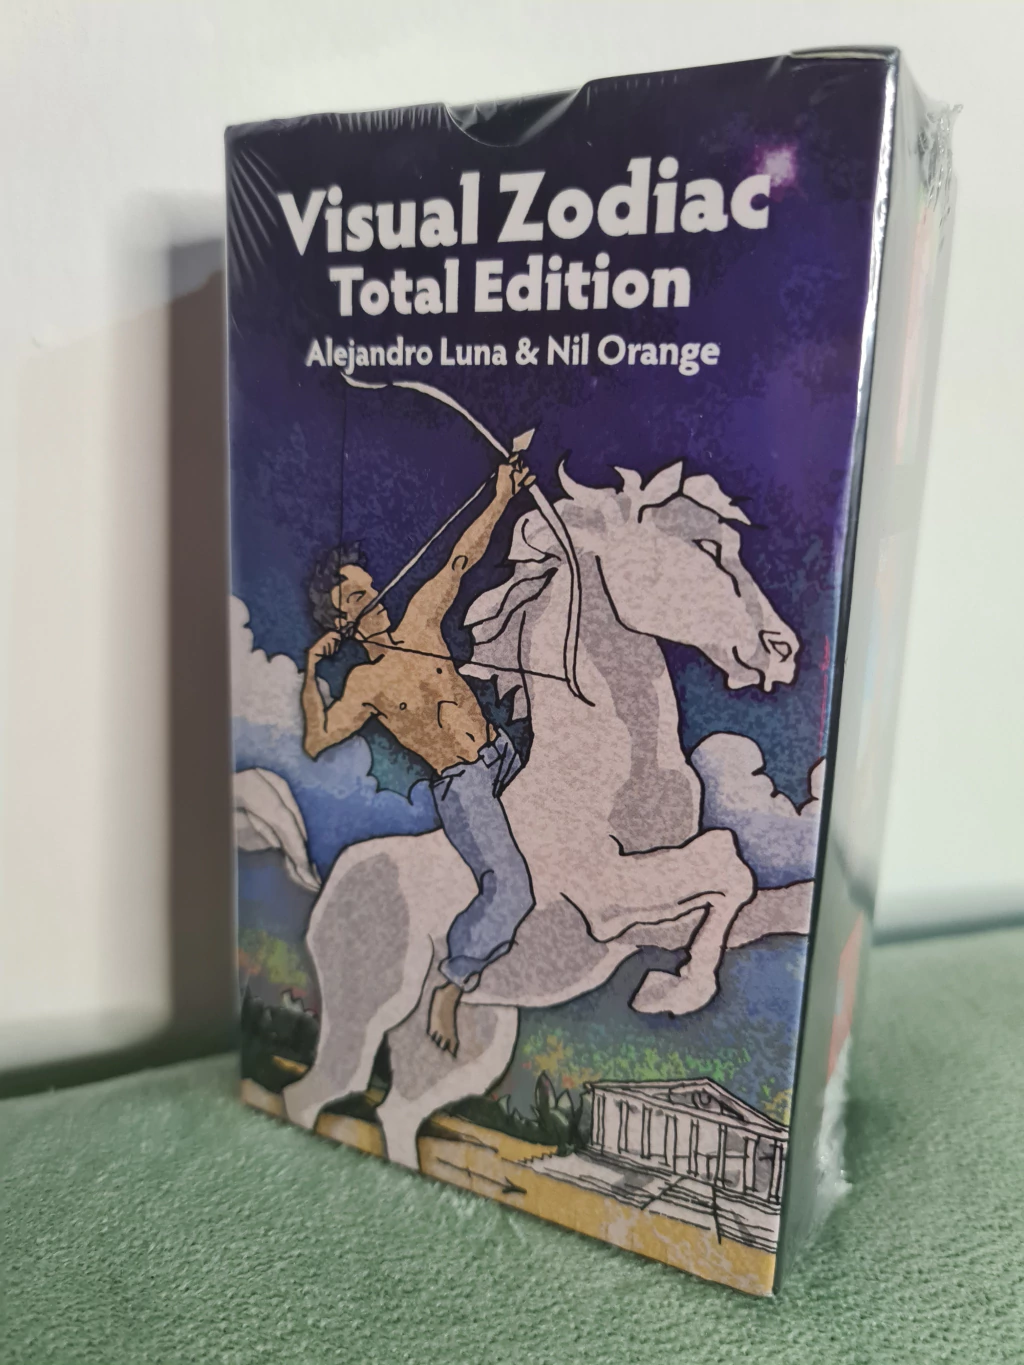 Visual Zodiac
Total Edition
Alejandro Luna & Nil Orange